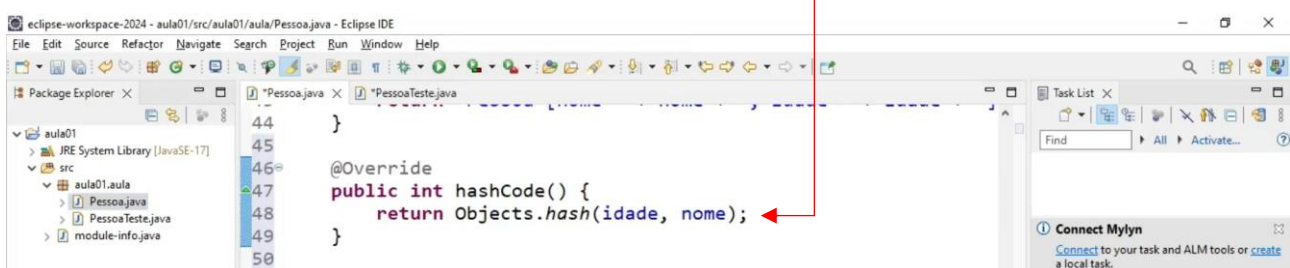 eclipse-workspace-2024 - aula01/src/aula01/aula/Pessoa.java - Eclipse IDE
File Edit Source Refactor Navigate Search Project Run Window Help
Package Explorer
*Pessoa.java
*PessoaTeste.java
Task List
aula01
JRE System Library [JavaSE-17]
src
aula01.aula
Pessoa.java
PessoaTeste.java
module-info.java
44 }
45
46 @Override
47 public int hashCode() {
48 return Objects.hash(idade, nome);
49 }
50
Find All Activate...
Connect Mylyn
Connect to your task and ALM tools or create
a local task.